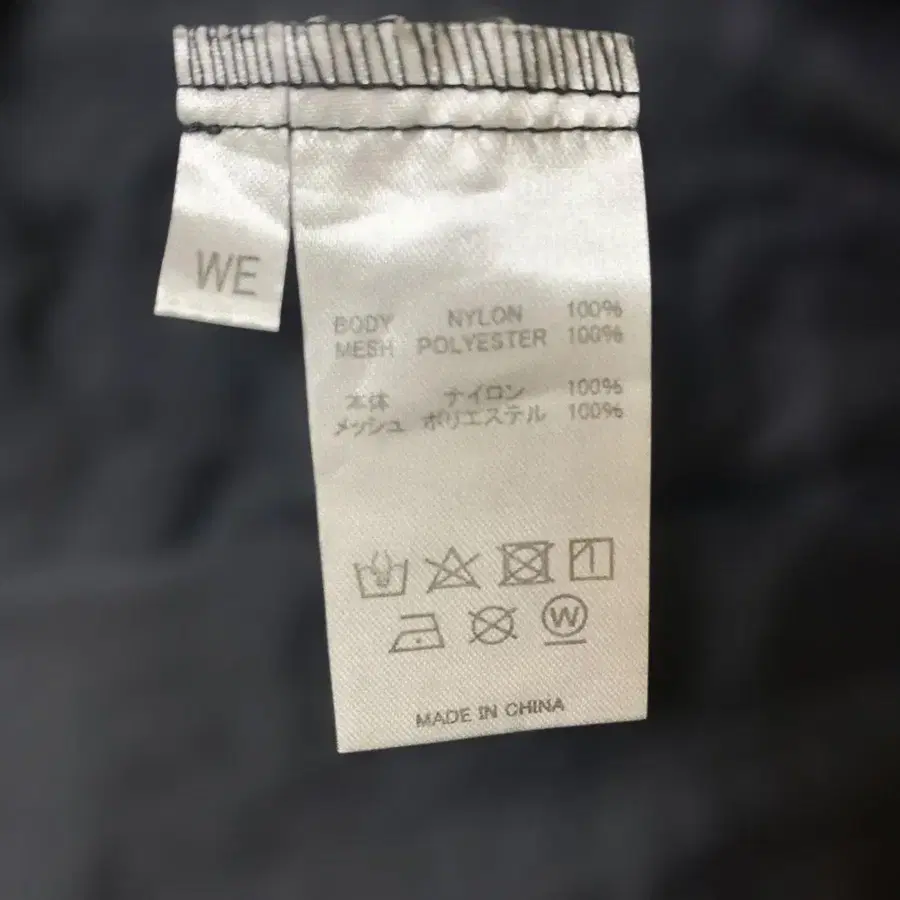 WE
BODY NYLON 100%
MESH POLYESTER 100%
本体 ナイロン 100%
メッシュ ポリエステル 100%
W
MADE IN CHINA